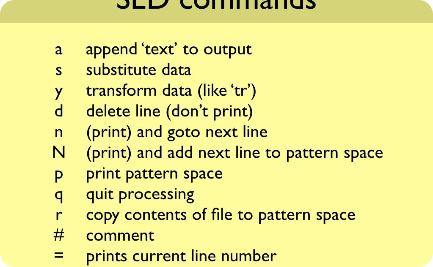 SED commands
a append ‘text’ to output
s substitute data
y transform data (like ‘tr’)
d delete line (don’t print)
n (print) and goto next line
N (print) and add next line to pattern space
p print pattern space
q quit processing
r copy contents of file to pattern space
# comment
= prints current line number